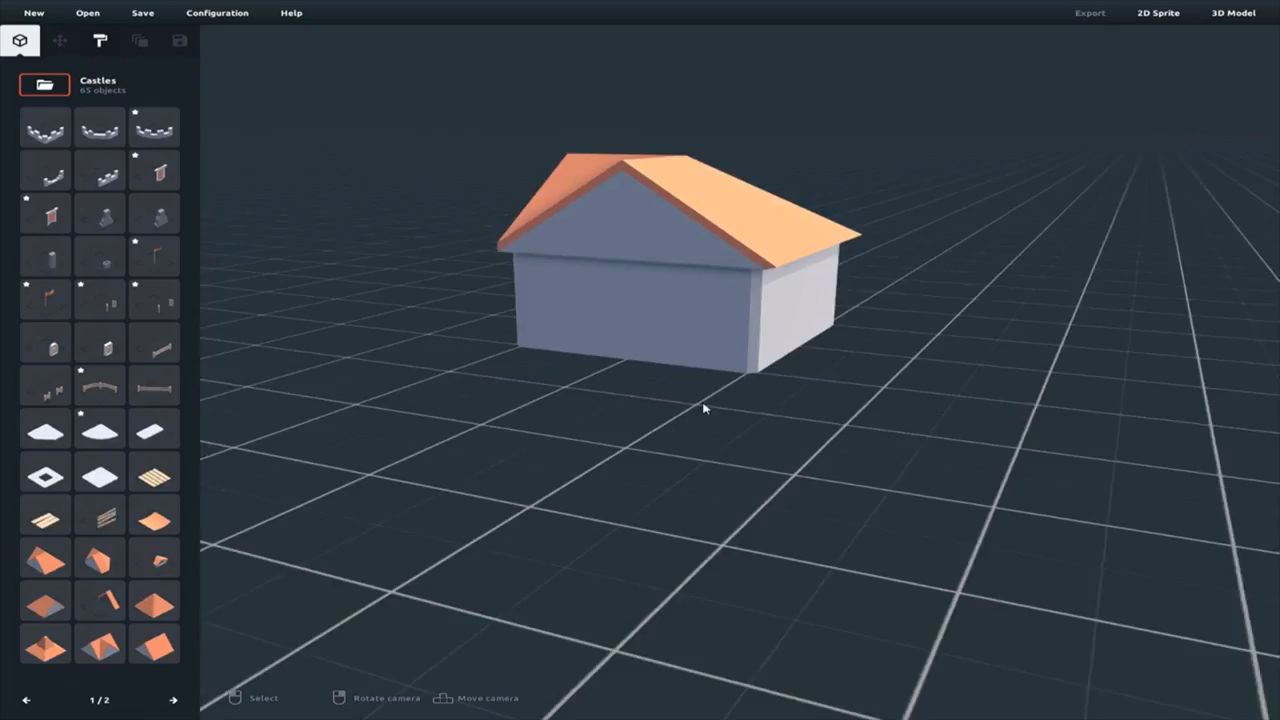 New Open Save Configuration Help Export 2D Sprite 3D Model
Castles
65 objects
1 / 2
Select Rotate camera Move camera